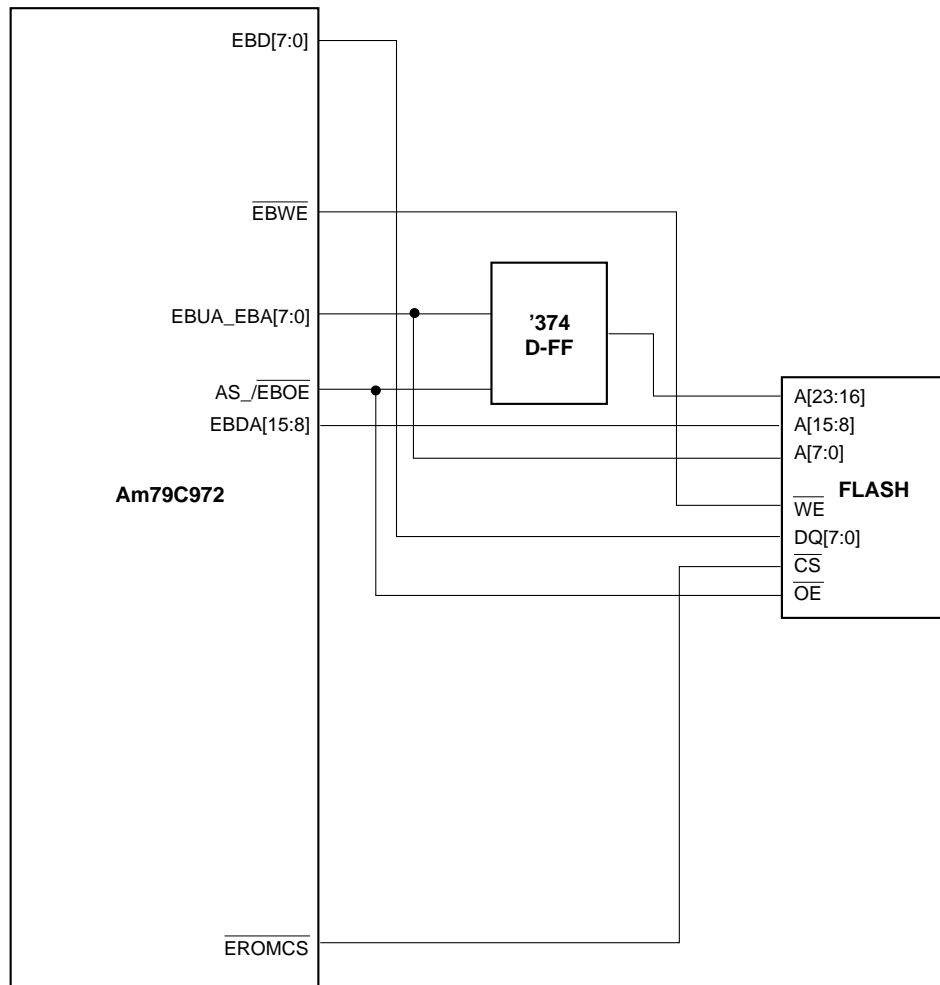 EBD[7:0]
EBWE
EBUA_EBA[7:0]
'374
D-FF
AS_/EBOE
A[23:16]
EBDA[15:8]
A[15:8]
A[7:0]
Am79C972
FLASH
WE
DQ[7:0]
CS
OE
EROMCS